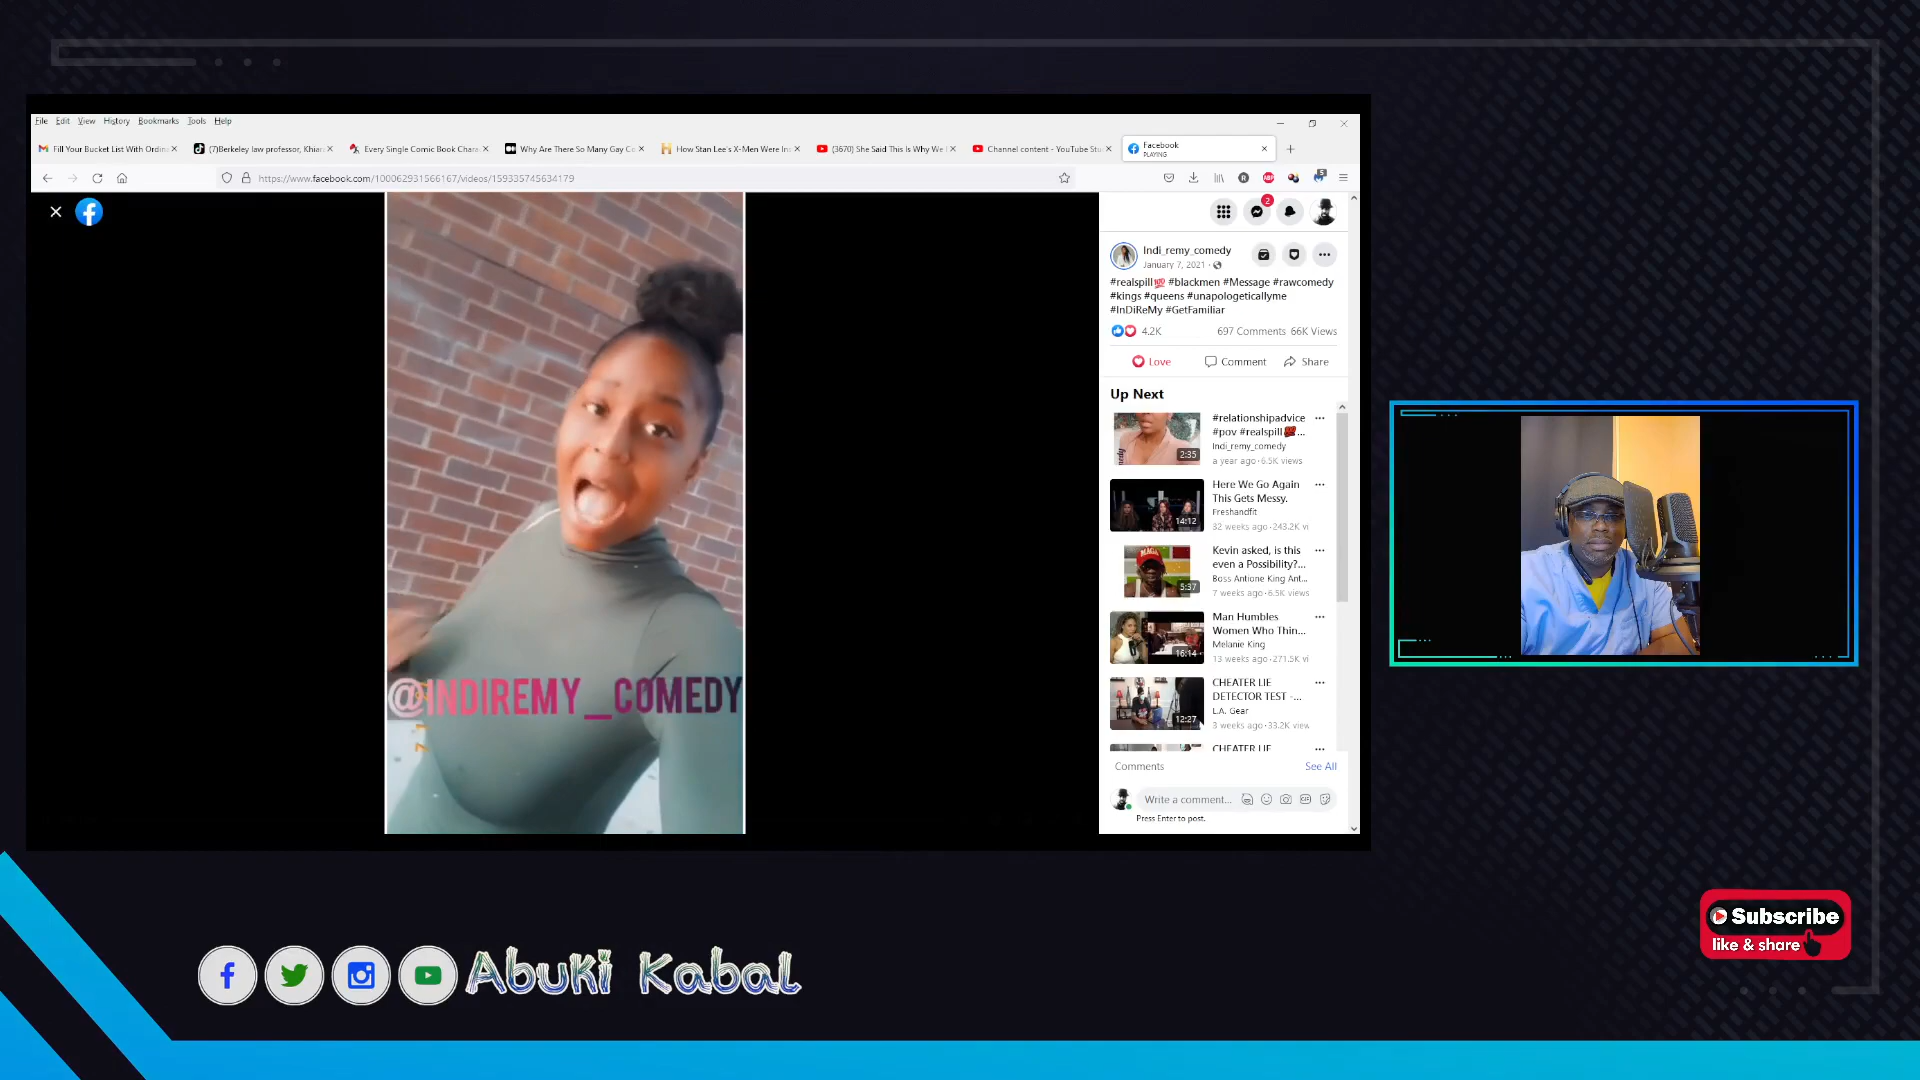 File Edit View History Bookmarks Tools Help
Fill Your Bucket List With Ordin
(7)Berkeley law professor, Khiar
Every Single Comic Book Chara
Why Are There So Many Gay Co
How Stan Lee's X-Men Were Ins
(3670) She Said This Is Why We
Channel content - YouTube Stu
Facebook
PLAYING
https://www.facebook.com/100062931566167/videos/159335745634179
2
Indi_remy_comedy
January 7, 2021 ·
#realspill💯 #blackmen #Message #rawcomedy
#kings #queens #unapologeticallyme
#InDiReMy #GetFamiliar
4.2K 697 Comments 66K Views
Love Comment Share
Up Next
#relationshipadvice
#pov #realspill💯...
Indi_remy_comedy
a year ago · 6.5K views
2:35
Here We Go Again
This Gets Messy.
Freshandfit
32 weeks ago · 243.2K vi
14:12
Kevin asked, is this
even a Possibility?...
Boss Antione King Ant...
7 weeks ago · 6.5K views
5:37
Man Humbles
Women Who Thin...
Melanie King
13 weeks ago · 271.5K vi
16:14
CHEATER LIE
DETECTOR TEST -...
L.A. Gear
3 weeks ago · 33.2K view
12:27
CHEATER LIE
Comments See All
Write a comment...
Press Enter to post.
@INDIREMY_COMEDY
Abuki Kabal
Subscribe
like & share